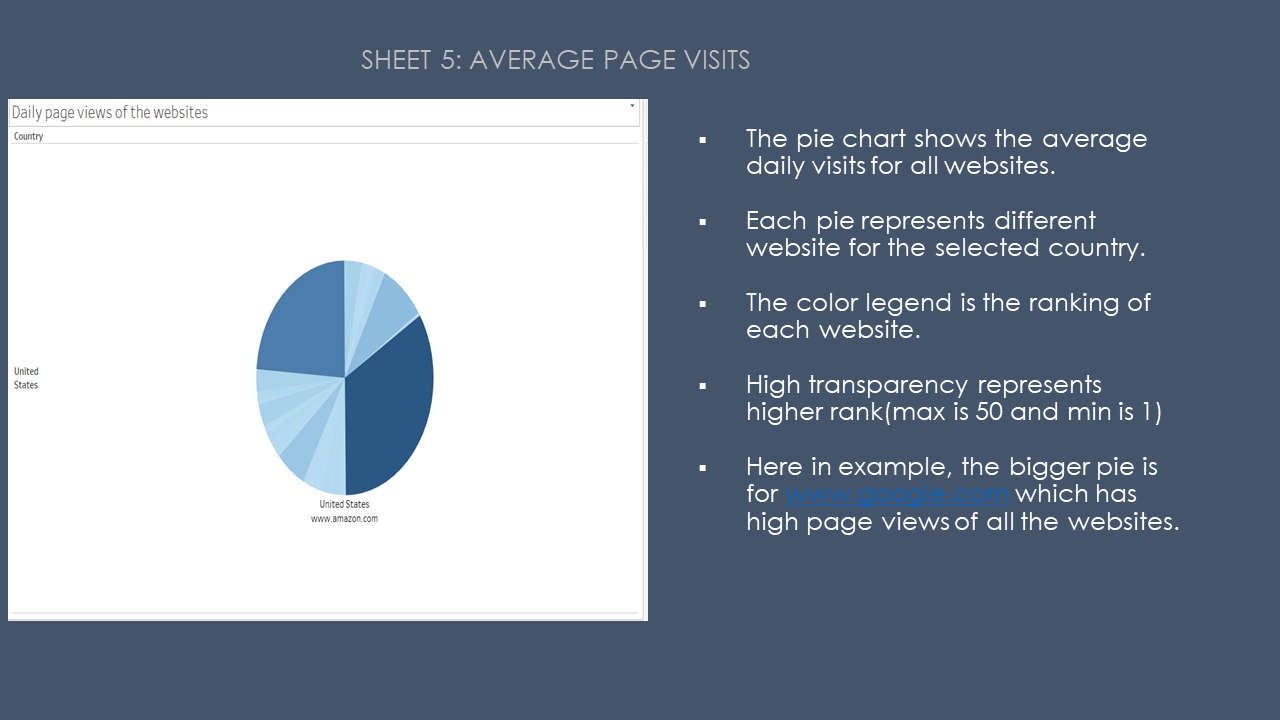 SHEET 5: AVERAGE PAGE VISITS
Daily page views of the websites
Country
United
States
United States
www.amazon.com
▪ The pie chart shows the average
daily visits for all websites.
▪ Each pie represents different
website for the selected country.
▪ The color legend is the ranking of
each website.
▪ High transparency represents
higher rank(max is 50 and min is 1)
▪ Here in example, the bigger pie is
for www.google.com which has
high page views of all the websites.